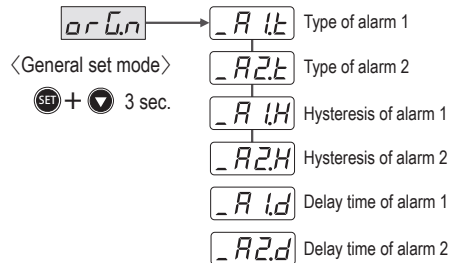 orG.n
_A1.t Type of alarm 1
〈General set mode〉
_A2.t Type of alarm 2
SET + 3 sec.
_A1.H Hysteresis of alarm 1
_A2.H Hysteresis of alarm 2
_A1.d Delay time of alarm 1
_A2.d Delay time of alarm 2